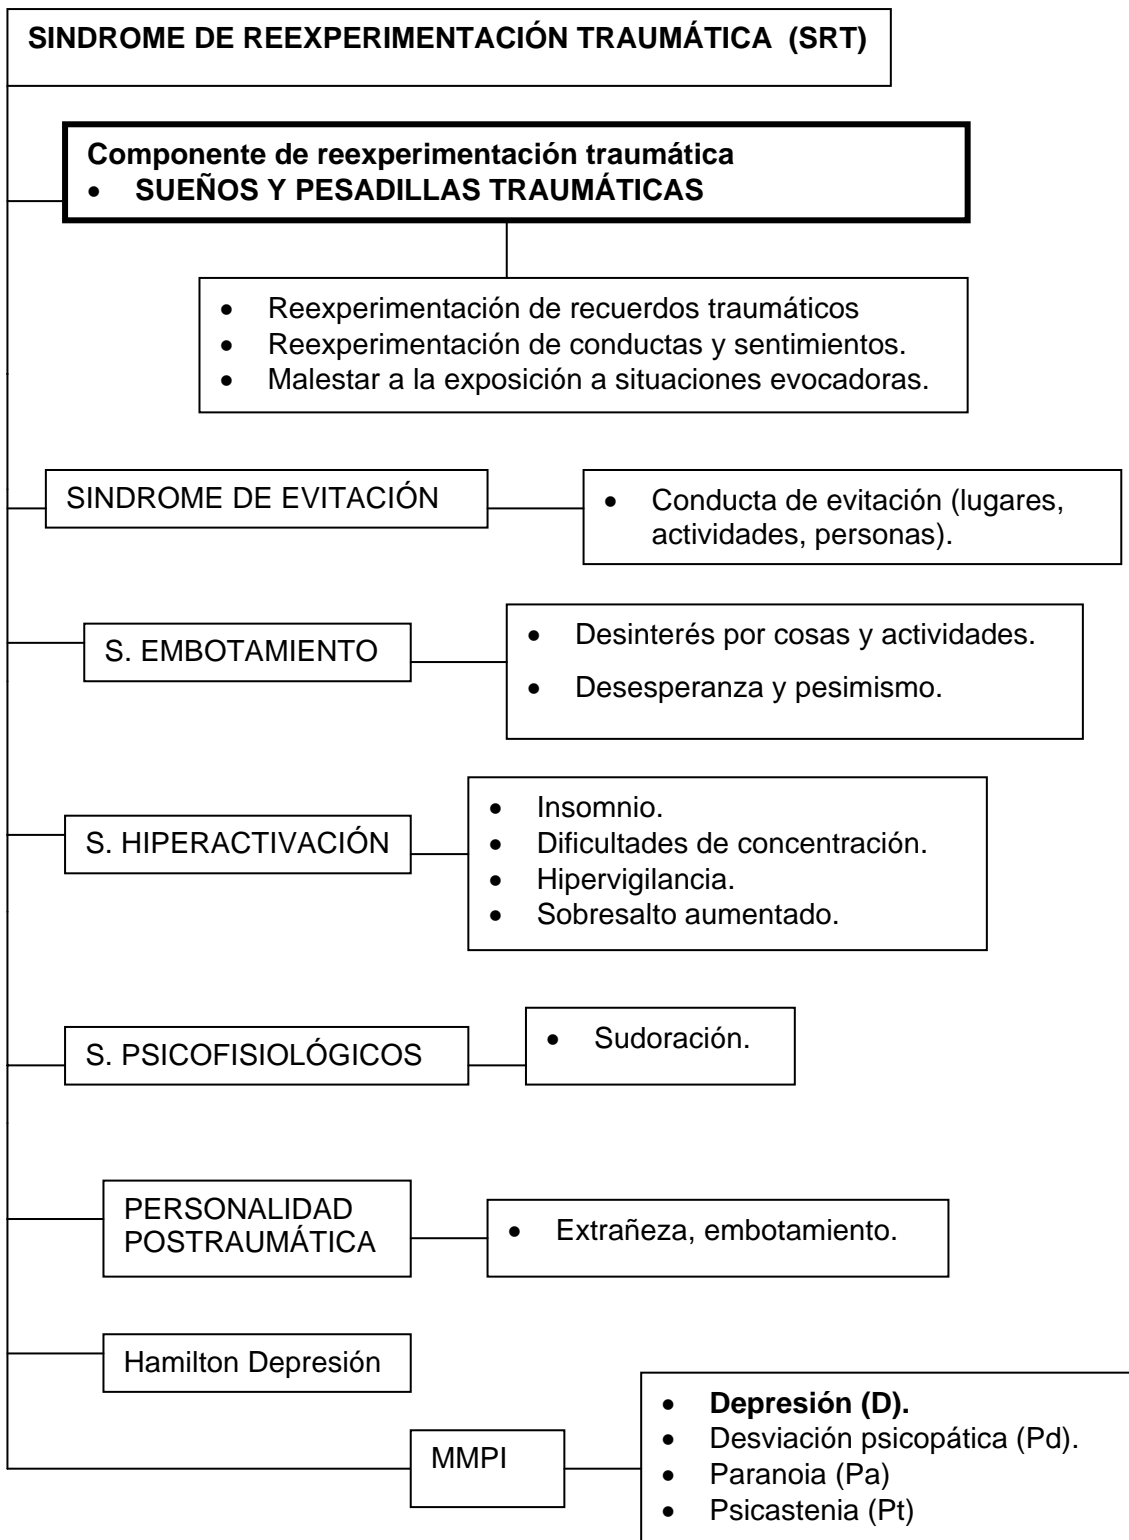 SINDROME DE REEXPERIMENTACIÓN TRAUMÁTICA (SRT)
Componente de reexperimentación traumática
• SUEÑOS Y PESADILLAS TRAUMÁTICAS
• Reexperimentación de recuerdos traumáticos
• Reexperimentación de conductas y sentimientos.
• Malestar a la exposición a situaciones evocadoras.
SINDROME DE EVITACIÓN
• Conducta de evitación (lugares,
actividades, personas).
S. EMBOTAMIENTO
• Desinterés por cosas y actividades.
• Desesperanza y pesimismo.
S. HIPERACTIVACIÓN
• Insomnio.
• Dificultades de concentración.
• Hipervigilancia.
• Sobresalto aumentado.
S. PSICOFISIOLÓGICOS
• Sudoración.
PERSONALIDAD
POSTRAUMÁTICA
• Extrañeza, embotamiento.
Hamilton Depresión
MMPI
• Depresión (D).
• Desviación psicopática (Pd).
• Paranoia (Pa)
• Psicastenia (Pt)